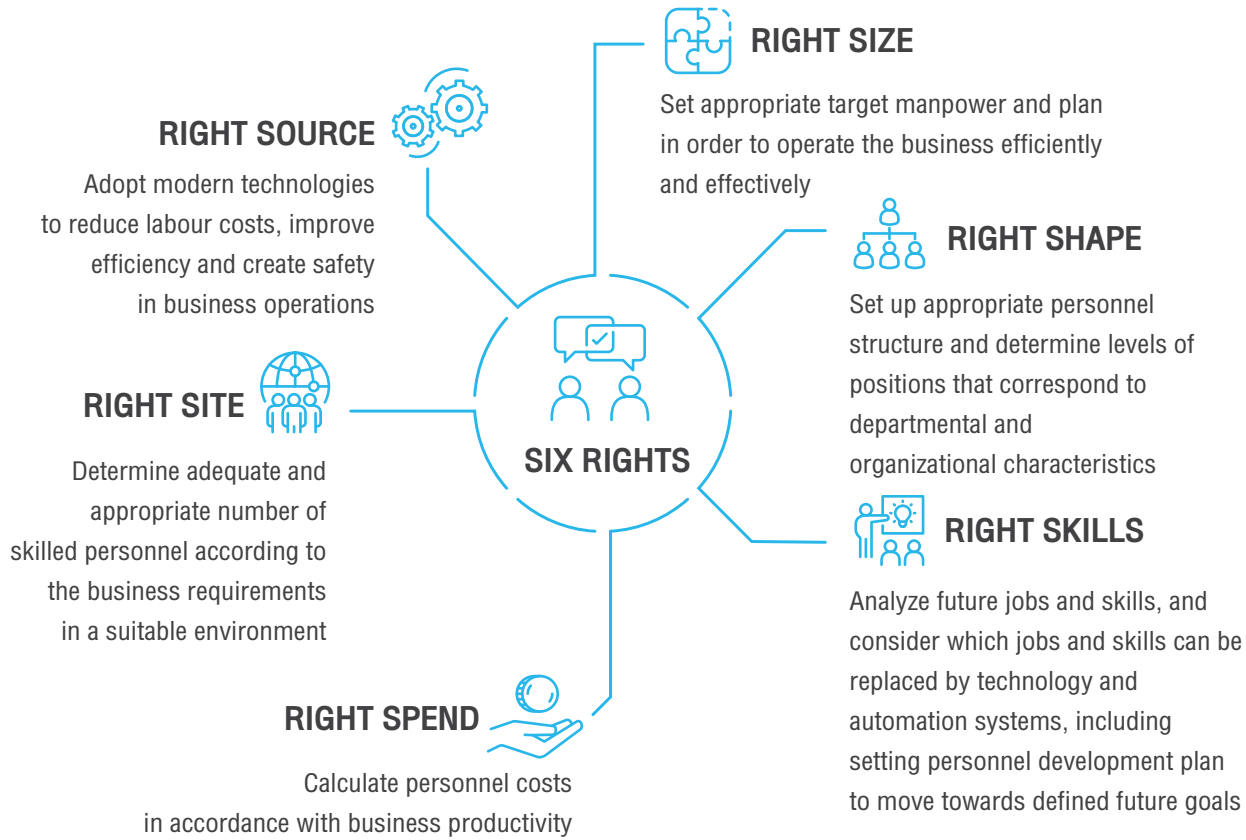 RIGHT SIZE
Set appropriate target manpower and plan
in order to operate the business efficiently
and effectively
RIGHT SHAPE
Set up appropriate personnel
structure and determine levels of
positions that correspond to
departmental and
organizational characteristics
RIGHT SKILLS
Analyze future jobs and skills, and
consider which jobs and skills can be
replaced by technology and
automation systems, including
setting personnel development plan
to move towards defined future goals
RIGHT SPEND
Calculate personnel costs
in accordance with business productivity
RIGHT SITE
Determine adequate and
appropriate number of
skilled personnel according to
the business requirements
in a suitable environment
RIGHT SOURCE
Adopt modern technologies
to reduce labour costs, improve
efficiency and create safety
in business operations
SIX RIGHTS